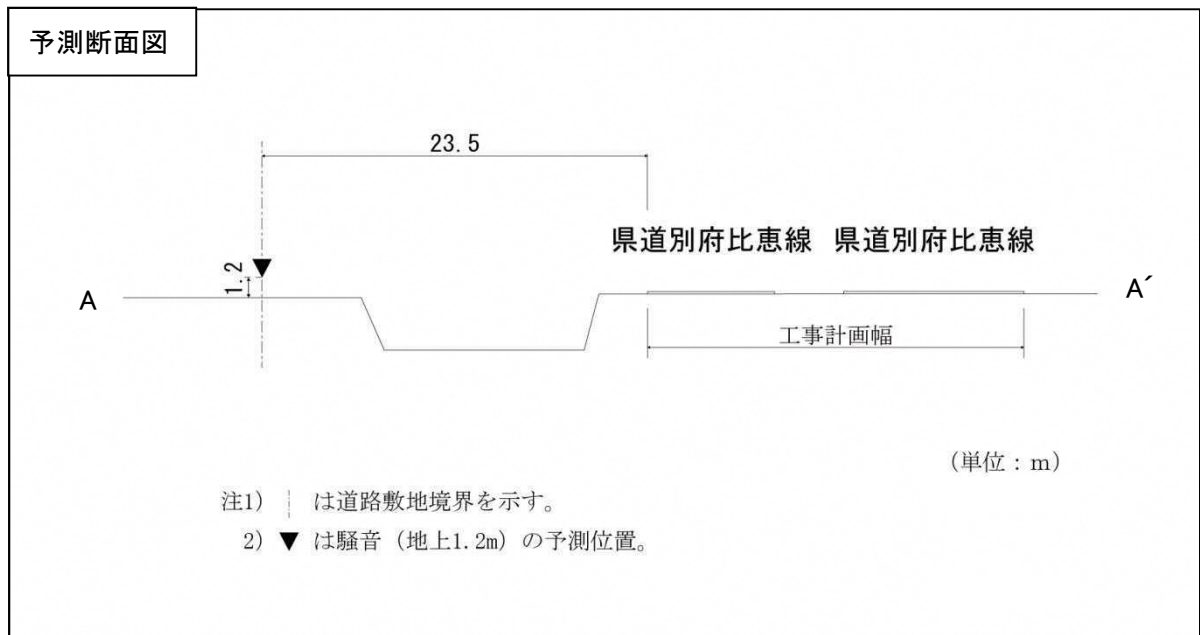 予測断面図
23.5
県道別府比恵線 県道別府比恵線
1.2
A
A´
工事計画幅
(単位:m)
注1) は道路敷地境界を示す。
2) ▼ は騒音(地上1.2m)の予測位置。